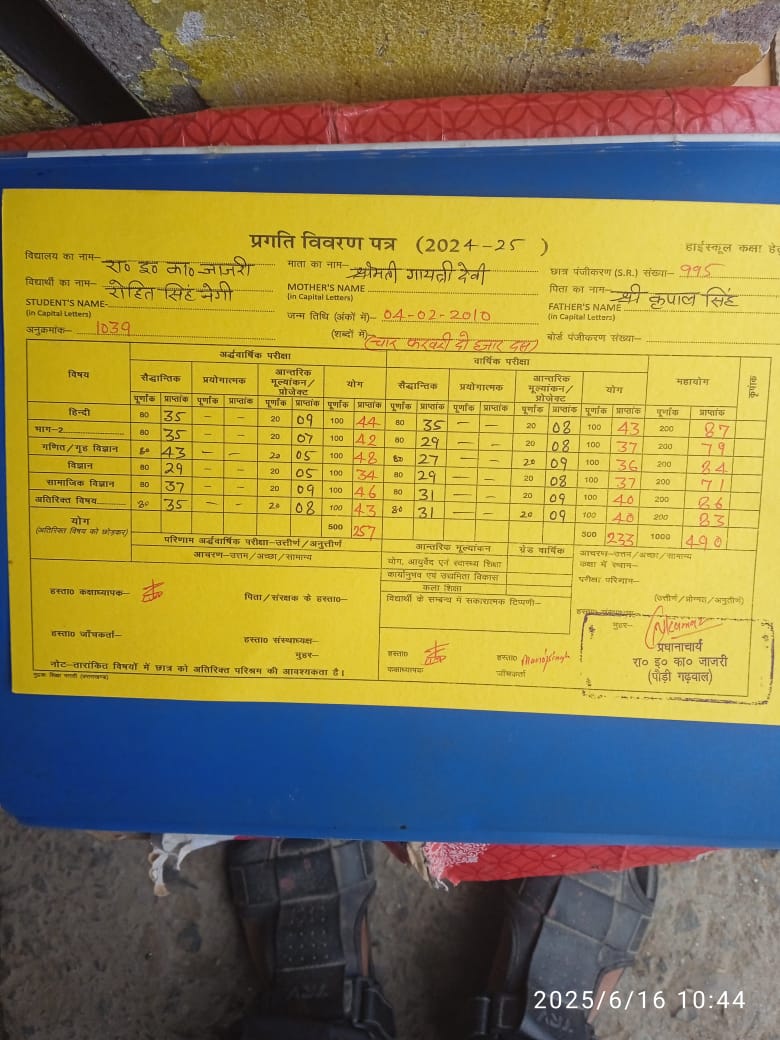 प्रगति विवरण पत्र (2024-25)
हाईस्कूल कक्षा हेतु
विद्यालय का नाम- रा० इ० का० जाजरी
माता का नाम- श्रीमती गायत्री देवी
छात्र पंजीकरण (S.R.) संख्या- 995
विद्यार्थी का नाम- रोहित सिंह नेगी
MOTHER'S NAME
(in Capital Letters)
पिता का नाम- श्री कृपाल सिंह
STUDENT'S NAME-
(in Capital Letters)
जन्म तिथि (अंकों में)- 04-02-2010
FATHER'S NAME
(in Capital Letters)
अनुक्रमांक- 1039
(शब्दों में) (चार फरवरी दो हजार दस)
बोर्ड पंजीकरण संख्या-
विषय अर्द्धवार्षिक परीक्षा वार्षिक परीक्षा महायोग कृपांक
सैद्धान्तिक प्रयोगात्मक आन्तरिक मूल्यांकन/प्रोजेक्ट योग सैद्धान्तिक प्रयोगात्मक आन्तरिक मूल्यांकन/प्रोजेक्ट योग
पूर्णांक प्राप्तांक पूर्णांक प्राप्तांक पूर्णांक प्राप्तांक पूर्णांक प्राप्तांक पूर्णांक प्राप्तांक पूर्णांक प्राप्तांक पूर्णांक प्राप्तांक पूर्णांक प्राप्तांक पूर्णांक प्राप्तांक
हिन्दी 80 35 - - 20 09 100 44 80 35 - - 20 08 100 43 200 87
भाग-2 80 35 - - 20 07 100 42 80 29 - - 20 08 100 37 200 79
गणित/गृह विज्ञान 80 43 - - 20 05 100 48 80 27 - - 20 09 100 36 200 84
विज्ञान 80 29 - - 20 05 100 34 80 29 - - 20 08 100 37 200 71
सामाजिक विज्ञान 80 37 - - 20 09 100 46 80 31 - - 20 09 100 40 200 86
अतिरिक्त विषय 80 35 - - 20 08 100 43 80 31 - - 20 09 100 40 200 83
योग 500 257 500 233 1000 490
(अतिरिक्त विषय को छोड़कर)
परिणाम अर्द्धवार्षिक परीक्षा-उत्तीर्ण/अनुत्तीर्ण
आन्तरिक मूल्यांकन ग्रेड वार्षिक
आचरण-उत्तम/अच्छा/सामान्य
आचरण-उत्तम/अच्छा/सामान्य
योग, आयुर्वेद एवं स्वास्थ्य शिक्षा
कक्षा में स्थान-
कार्यानुभव एवं उद्यमिता विकास
परीक्षा परिणाम-
कला शिक्षा
(उत्तीर्ण/प्रोन्नत/अनुतीर्ण)
हस्ता० कक्षाध्यापक-
पिता/संरक्षक के हस्ता०
विद्यार्थी के सम्बन्ध में सकारात्मक टिप्पणी-
हस्ता० संस्थाध्यक्ष-
मुहर-
हस्ता० जाँचकर्ता-
हस्ता० संस्थाध्यक्ष-
मुहर-
हस्ता०
कक्षाध्यापक
हस्ता० Manojsingh
जाँचकर्ता
प्रधानाचार्य
रा० इ० का० जाजरी
(पौड़ी गढ़वाल)
नोट-तारांकित विषयों में छात्र को अतिरिक्त परिश्रम की आवश्यकता है।
2025/6/16 10:44